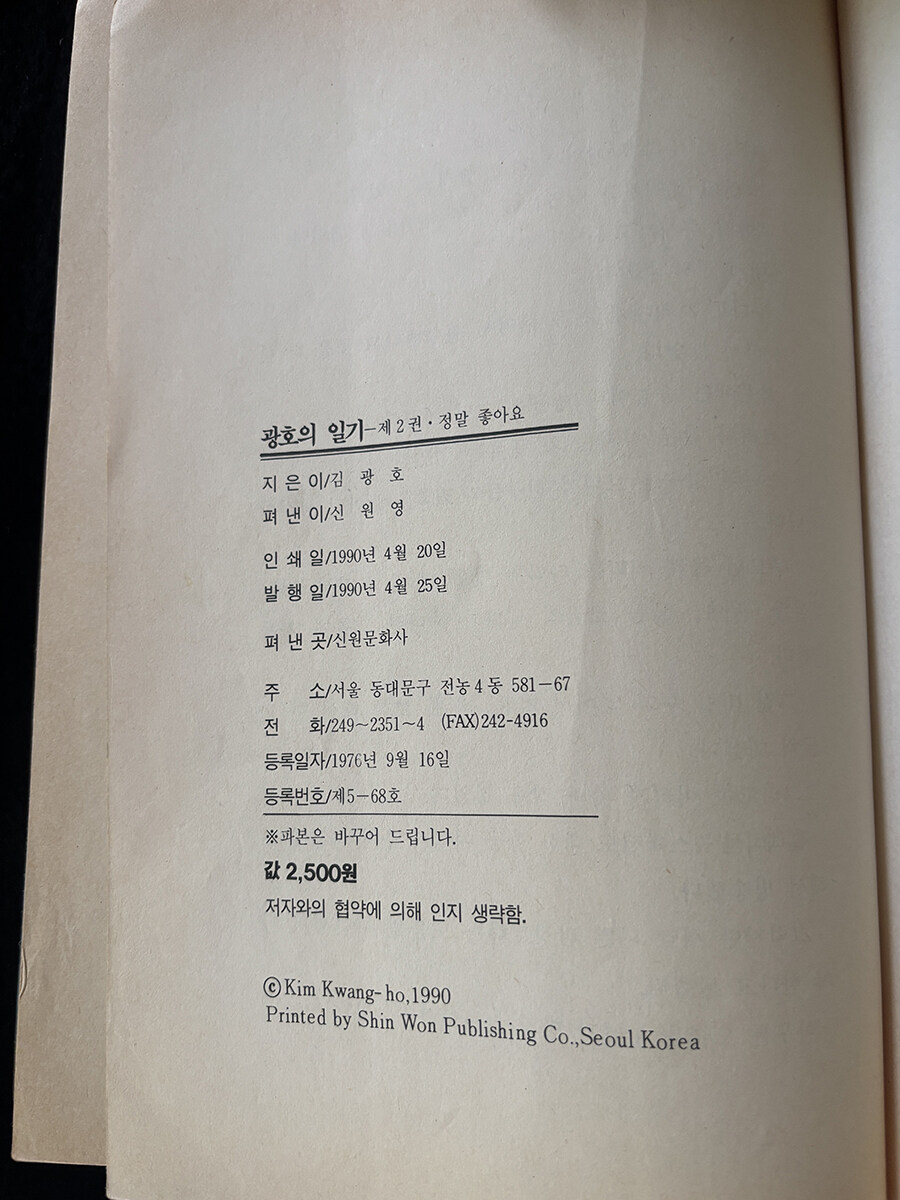 광호의 일기－제2권·정말 좋아요
지 은 이/김 광 호
펴 낸 이/신 원 영
인 쇄 일/1990년 4월 20일
발 행 일/1990년 4월 25일
펴 낸 곳/신원문화사
주 소/서울 동대문구 전농4동 581－67
전 화/249～2351～4 (FAX)242-4916
등록일자/1976년 9월 16일
등록번호/제5－68호
※파본은 바꾸어 드립니다.
값 2,500원
저자와의 협약에 의해 인지 생략함.
ⓒKim Kwang-ho,1990
Printed by Shin Won Publishing Co.,Seoul Korea